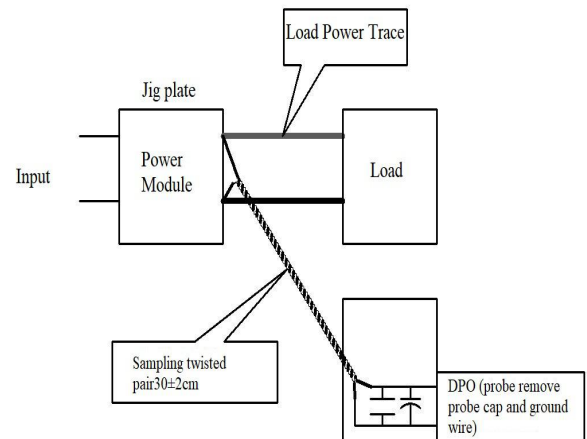 Load Power Trace
Jig plate
Input
Power
Module
Load
Sampling twisted
pair30±2cm
DPO (probe remove
probe cap and ground
wire)